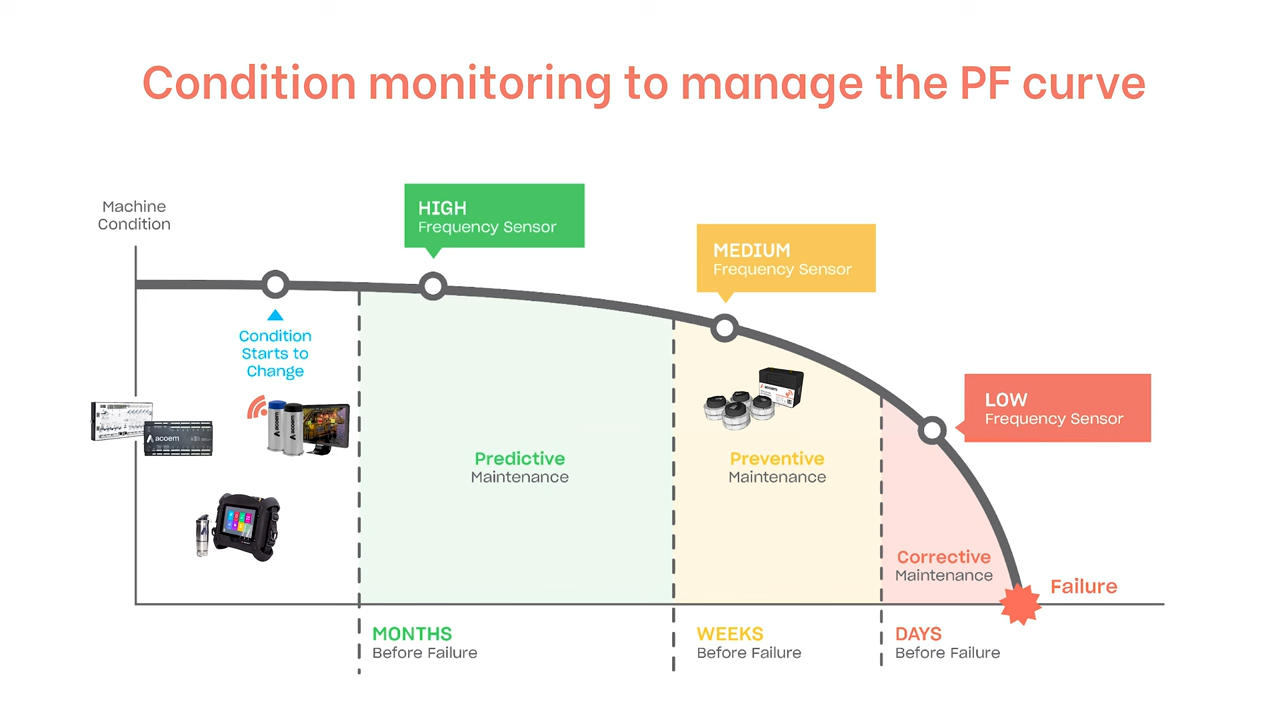 Condition monitoring to manage the PF curve
Machine
Condition
HIGH
Frequency Sensor
MEDIUM
Frequency Sensor
LOW
Frequency Sensor
Condition
Starts to
Change
acoem
acoem
Predictive
Maintenance
Preventive
Maintenance
Corrective
Maintenance
Failure
MONTHS
Before Failure
WEEKS
Before Failure
DAYS
Before Failure